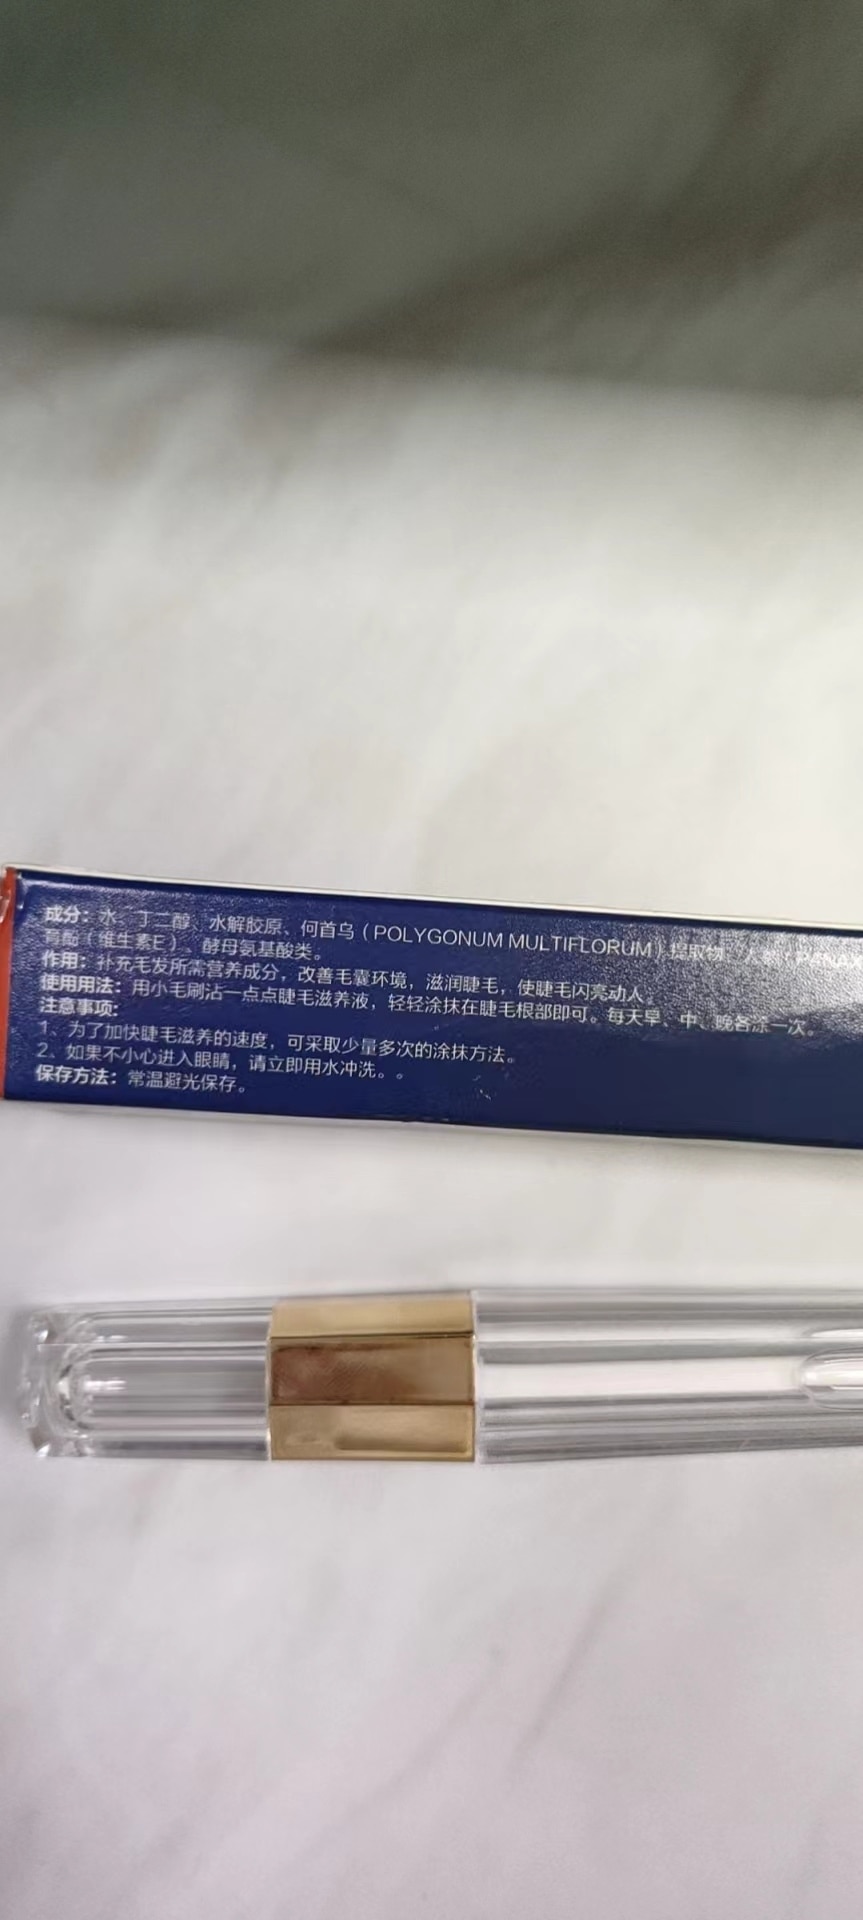 成分：水、丁二醇、水解胶原、何首乌（POLYGONUM MULTIFLORUM）提取物、人参（PANAX
育酚（维生素E）、酵母氨基酸类。
作用：补充毛发所需营养成分，改善毛囊环境，滋润睫毛，使睫毛闪亮动人。
使用用法：用小毛刷沾一点点睫毛滋养液，轻轻涂抹在睫毛根部即可。每天早、中、晚各涂一次。
注意事项:
1、为了加快睫毛滋养的速度，可采取少量多次的涂抹方法。
2、如果不小心进入眼睛，请立即用水冲洗。。
保存方法：常温避光保存。